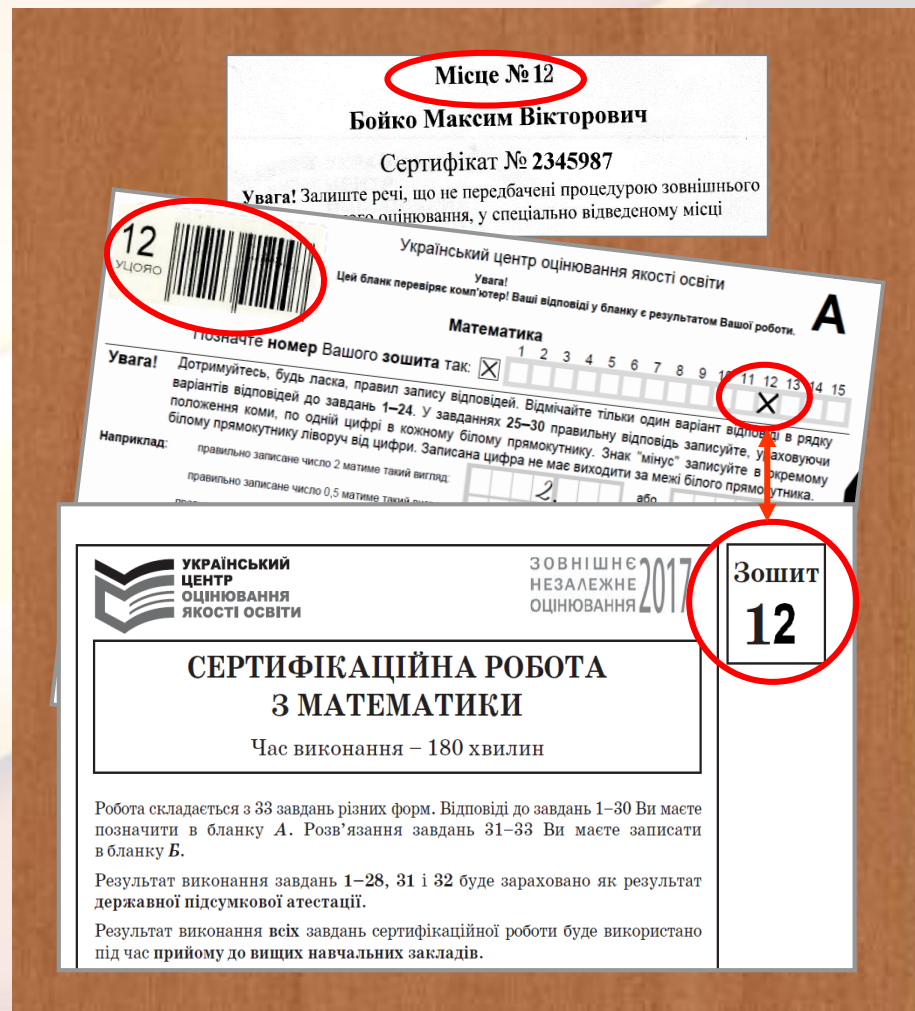 Місце №12
Бойко Максим Вікторович
Сертифікат № 2345987
Увага! Залиште речі, що не передбачені процедурою зовнішнього
оцінювання, у спеціально відведеному місці
12
УЦОЯО
Український центр оцінювання якості освіти
Увага!
Цей бланк перевіряє комп'ютер! Ваші відповіді у бланку є результатом Вашої роботи.
А
Математика
Позначте номер Вашого зошита так:
1 2 3 4 5 6 7 8 9 10 11 12 13 14 15
Увага! Дотримуйтесь, будь ласка, правил запису відповідей. Відмічайте тільки один варіант відповіді в рядку
варіантів відповідей до завдань 1–24. У завданнях 25–30 правильну відповідь записуйте, ураховуючи
положення коми, по одній цифрі в кожному білому прямокутнику. Знак "мінус" записуйте в окремому
білому прямокутнику ліворуч від цифри. Записана цифра не має виходити за межі білого прямокутника.
Наприклад:
правильно записане число 2 матиме такий вигляд:
2
або
правильно записане число 0,5 матиме такий
УКРАЇНСЬКИЙ
ЦЕНТР
ОЦІНЮВАННЯ
ЯКОСТІ ОСВІТИ
ЗОВНІШНЄ
НЕЗАЛЕЖНЕ
ОЦІНЮВАННЯ 2017
Зошит
12
СЕРТИФІКАЦІЙНА РОБОТА
З МАТЕМАТИКИ
Час виконання – 180 хвилин
Робота складається з 33 завдань різних форм. Відповіді до завдань 1–30 Ви маєте
позначити в бланку А. Розв'язання завдань 31–33 Ви маєте записати
в бланку Б.
Результат виконання завдань 1–28, 31 і 32 буде зараховано як результат
державної підсумкової атестації.
Результат виконання всіх завдань сертифікаційної роботи буде використано
під час прийому до вищих навчальних закладів.